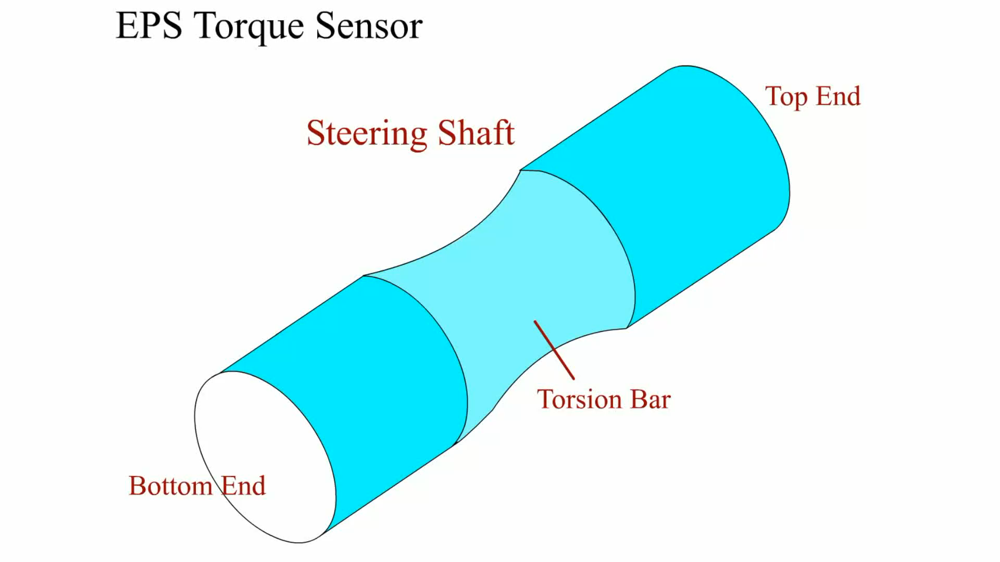 EPS Torque Sensor
Top End
Steering Shaft
Torsion Bar
Bottom End